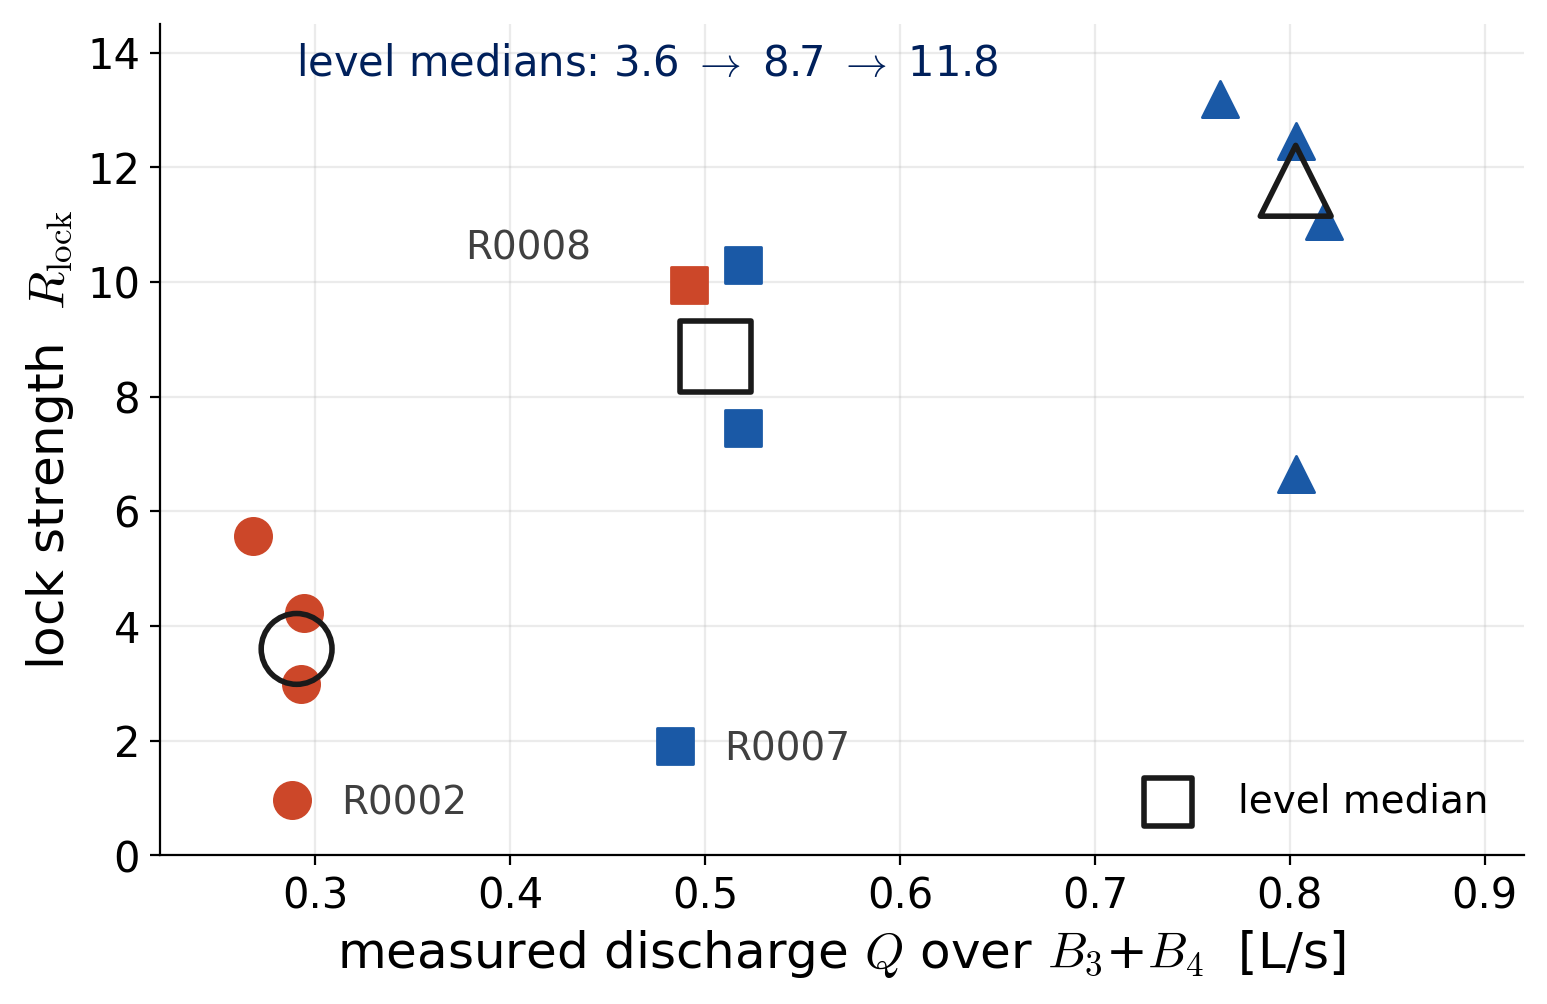 level medians: 3.6 → 8.7 → 11.8
14
12
10
8
6
4
2
0
lock strength R_lock
R0008
R0007
R0002
level median
0.3 0.4 0.5 0.6 0.7 0.8 0.9
measured discharge Q over B₃+B₄ [L/s]